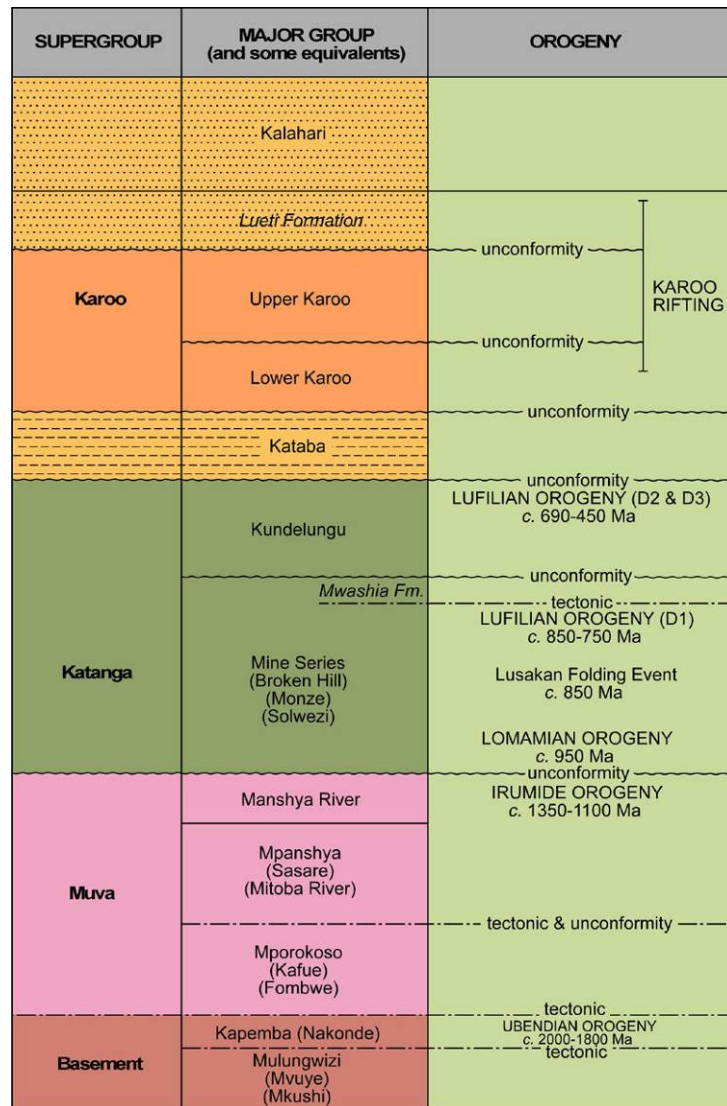 SUPERGROUP
MAJOR GROUP
(and some equivalents)
OROGENY
Kalahari
Lueti Formation
unconformity
Karoo
Upper Karoo
KAROO
RIFTING
unconformity
Lower Karoo
unconformity
Kataba
unconformity
LUFILIAN OROGENY (D2 & D3)
c. 690-450 Ma
Kundelungu
unconformity
Mwashia Fm.
tectonic
LUFILIAN OROGENY (D1)
c. 850-750 Ma
Katanga
Mine Series
(Broken Hill)
(Monze)
(Solwezi)
Lusakan Folding Event
c. 850 Ma
LOMAMIAN OROGENY
c. 950 Ma
unconformity
Manshya River
IRUMIDE OROGENY
c. 1350-1100 Ma
Muva
Mpanshya
(Sasare)
(Mitoba River)
tectonic & unconformity
Mporokoso
(Kafue)
(Fombwe)
tectonic
Basement
Kapemba (Nakonde)
UBENDIAN OROGENY
c. 2000-1800 Ma
tectonic
Mulungwizi
(Mvuye)
(Mkushi)